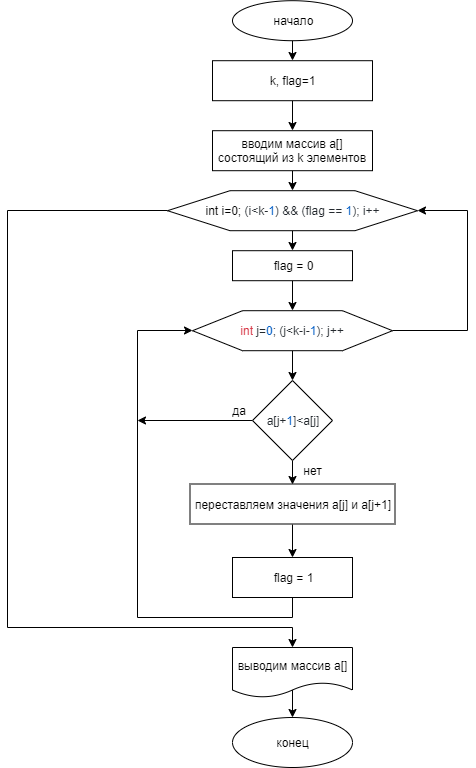 начало
k, flag=1
вводим массив a[]
состоящий из k элементов
int i=0; (i<k-1) && (flag == 1); i++
flag = 0
int j=0; (j<k-i-1); j++
да
a[j+1]<a[j]
нет
переставляем значения a[j] и a[j+1]
flag = 1
выводим массив a[]
конец